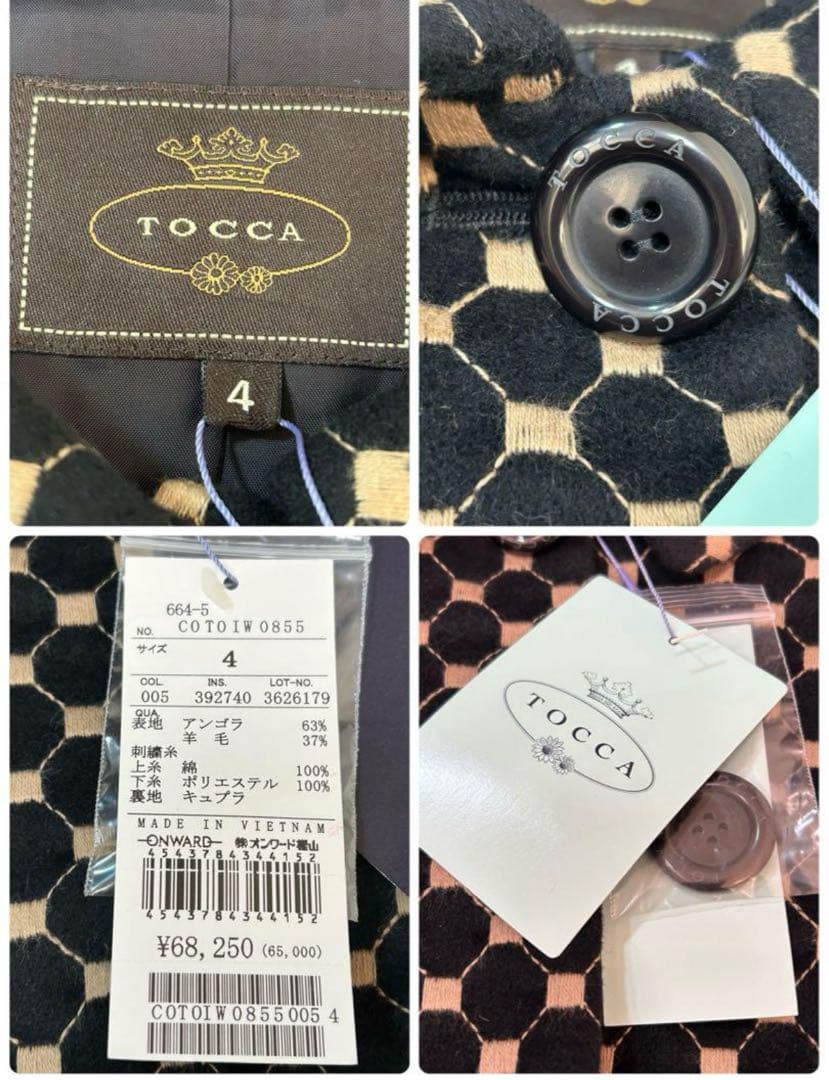 TOCCA
4
TOCCA
TOCCA
4
664-5
NO. COTOIW0855
サイズ
4
COL. INS. LOT-NO.
005 392740 3626179
QUA.
表地 アンゴラ 63%
羊毛 37%
刺繍糸
上糸 綿 100%
下糸 ポリエステル 100%
裏地 キュプラ
MADE IN VIETNAM
ONWARD ㈱オンワード樫山
4543784344152
4543784344152
¥68,250 (65,000)
COTOIW0855005 4
TOCCA